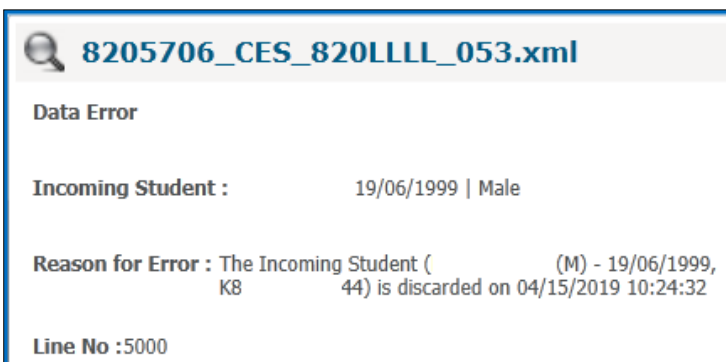 8205706_CES_820LLLL_053.xml
Data Error
Incoming Student : 19/06/1999 | Male
Reason for Error : The Incoming Student ( (M) - 19/06/1999,
K8 44) is discarded on 04/15/2019 10:24:32
Line No :5000